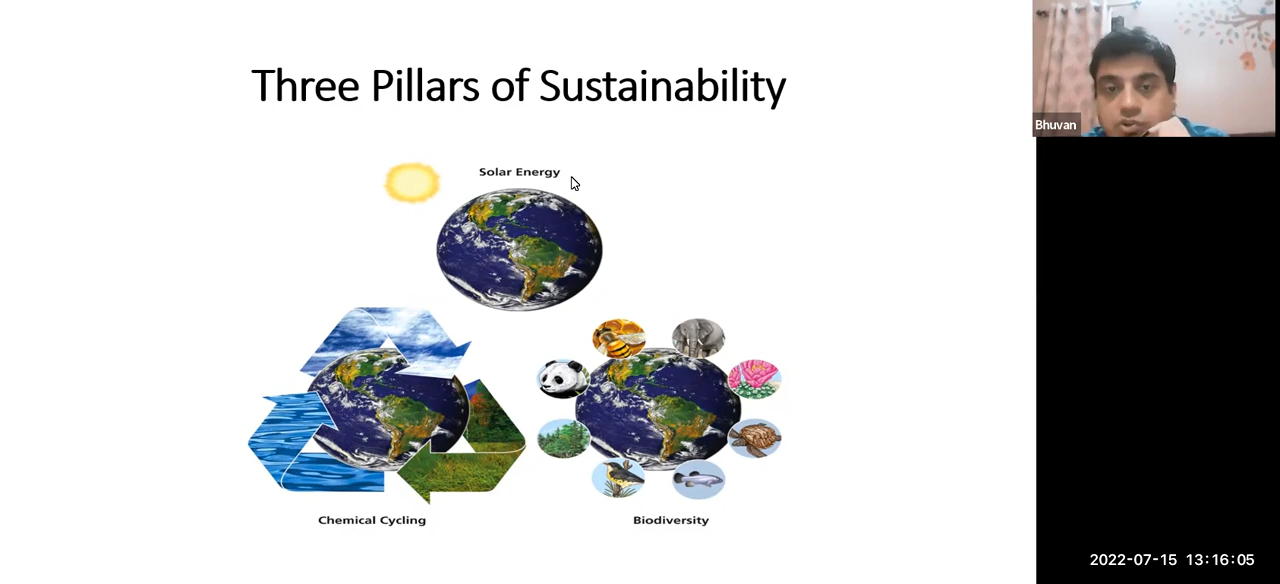 Three Pillars of Sustainability
Solar Energy
Chemical Cycling
Biodiversity
Bhuvan
2022-07-15 13:16:05